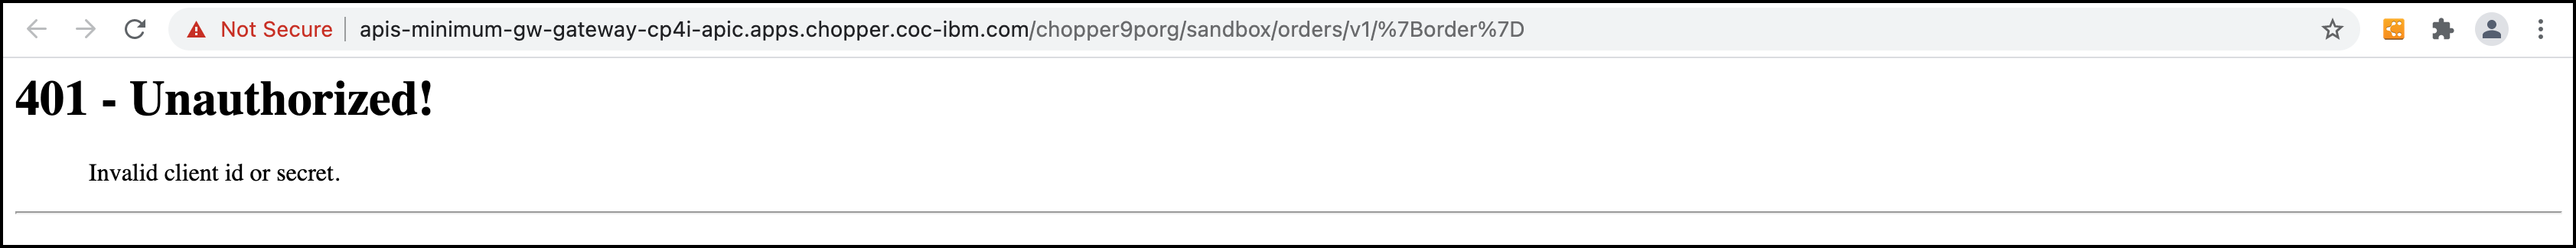 Not Secure apis-minimum-gw-gateway-cp4i-apic.apps.chopper.coc-ibm.com/chopper9porg/sandbox/orders/v1/%7Border%7D
401 - Unauthorized!
Invalid client id or secret.